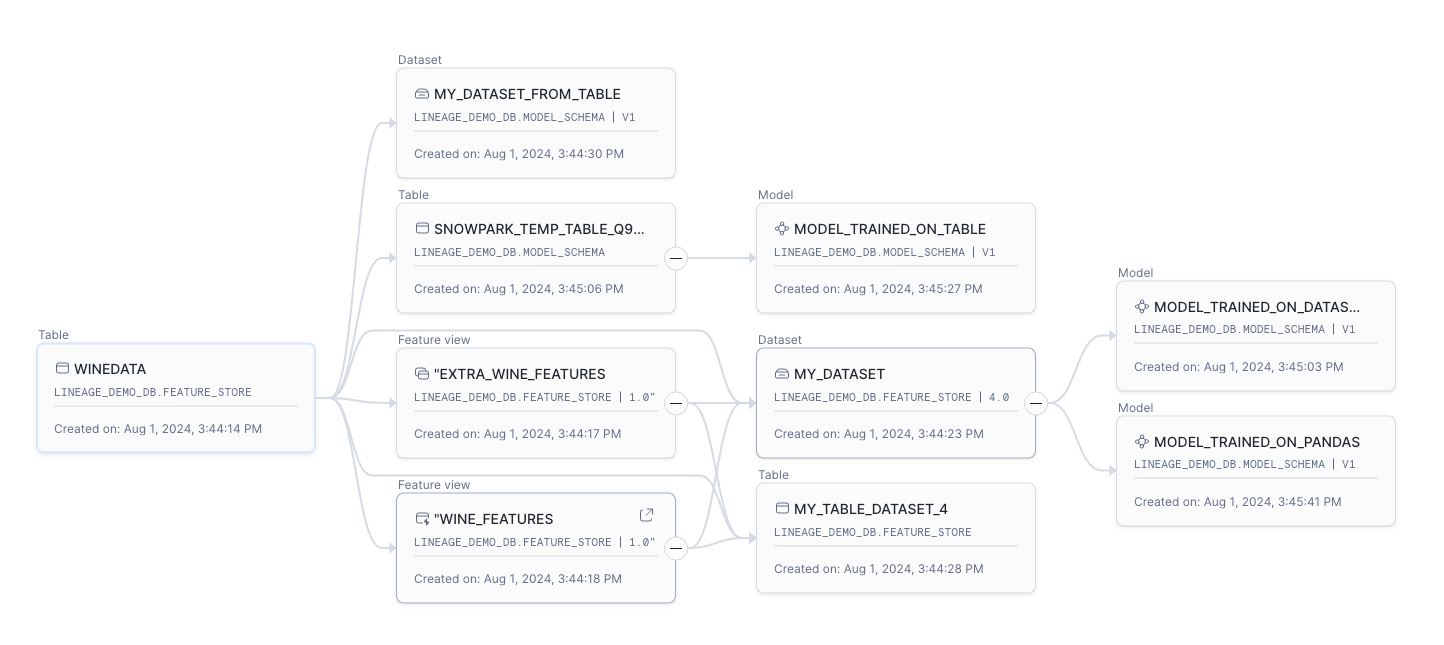 Dataset
MY_DATASET_FROM_TABLE
LINEAGE_DEMO_DB.MODEL_SCHEMA | V1
Created on: Aug 1, 2024, 3:44:30 PM
Table
SNOWPARK_TEMP_TABLE_Q9...
LINEAGE_DEMO_DB.MODEL_SCHEMA
Created on: Aug 1, 2024, 3:45:06 PM
Model
MODEL_TRAINED_ON_TABLE
LINEAGE_DEMO_DB.MODEL_SCHEMA | V1
Created on: Aug 1, 2024, 3:45:27 PM
Model
MODEL_TRAINED_ON_DATAS...
LINEAGE_DEMO_DB.MODEL_SCHEMA | V1
Created on: Aug 1, 2024, 3:45:03 PM
Table
WINEDATA
LINEAGE_DEMO_DB.FEATURE_STORE
Created on: Aug 1, 2024, 3:44:14 PM
Feature view
"EXTRA_WINE_FEATURES
LINEAGE_DEMO_DB.FEATURE_STORE | 1.0"
Created on: Aug 1, 2024, 3:44:17 PM
Dataset
MY_DATASET
LINEAGE_DEMO_DB.FEATURE_STORE | 4.0
Created on: Aug 1, 2024, 3:44:23 PM
Model
MODEL_TRAINED_ON_PANDAS
LINEAGE_DEMO_DB.MODEL_SCHEMA | V1
Created on: Aug 1, 2024, 3:45:41 PM
Feature view
"WINE_FEATURES
LINEAGE_DEMO_DB.FEATURE_STORE | 1.0"
Created on: Aug 1, 2024, 3:44:18 PM
Table
MY_TABLE_DATASET_4
LINEAGE_DEMO_DB.FEATURE_STORE
Created on: Aug 1, 2024, 3:44:28 PM